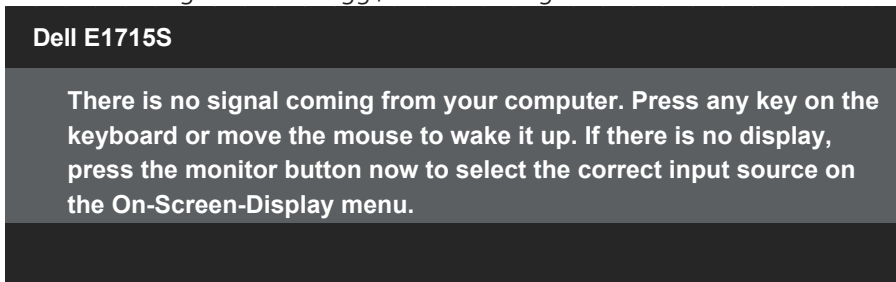 Dell E1715S
There is no signal coming from your computer. Press any key on the
keyboard or move the mouse to wake it up. If there is no display,
press the monitor button now to select the correct input source on
the On-Screen-Display menu.